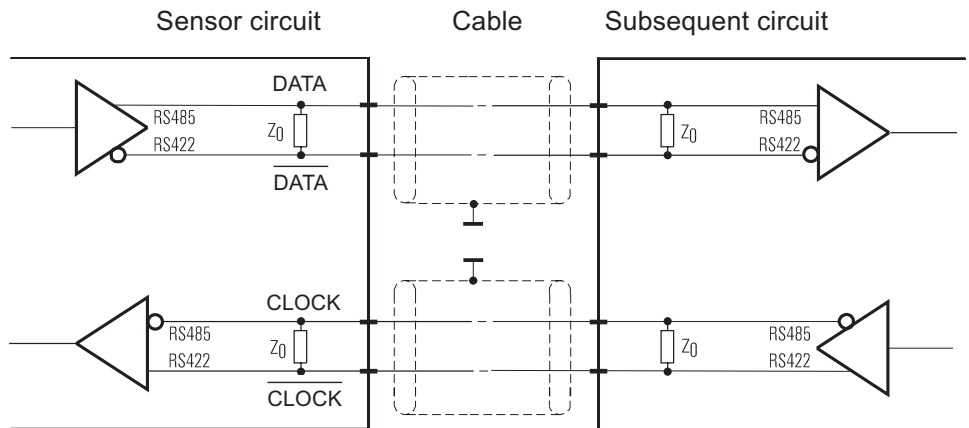 Sensor circuit
Cable
Subsequent circuit
DATA
RS485
RS422
Z0
DATA
Z0
RS485
RS422
CLOCK
RS485
RS422
Z0
CLOCK
Z0
RS485
RS422